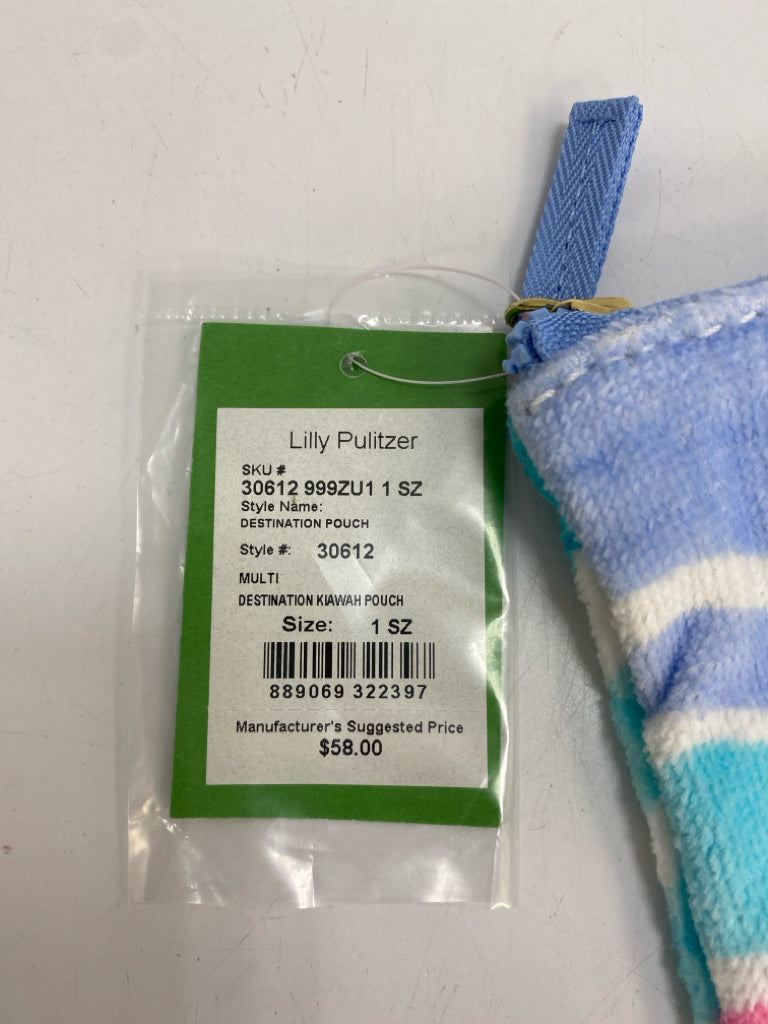 Lilly Pulitzer
SKU #
30612 999ZU1 1 SZ
Style Name:
DESTINATION POUCH
Style #: 30612
MULTI
DESTINATION KIAWAH POUCH
Size: 1 SZ
889069 322397
Manufacturer's Suggested Price
$58.00